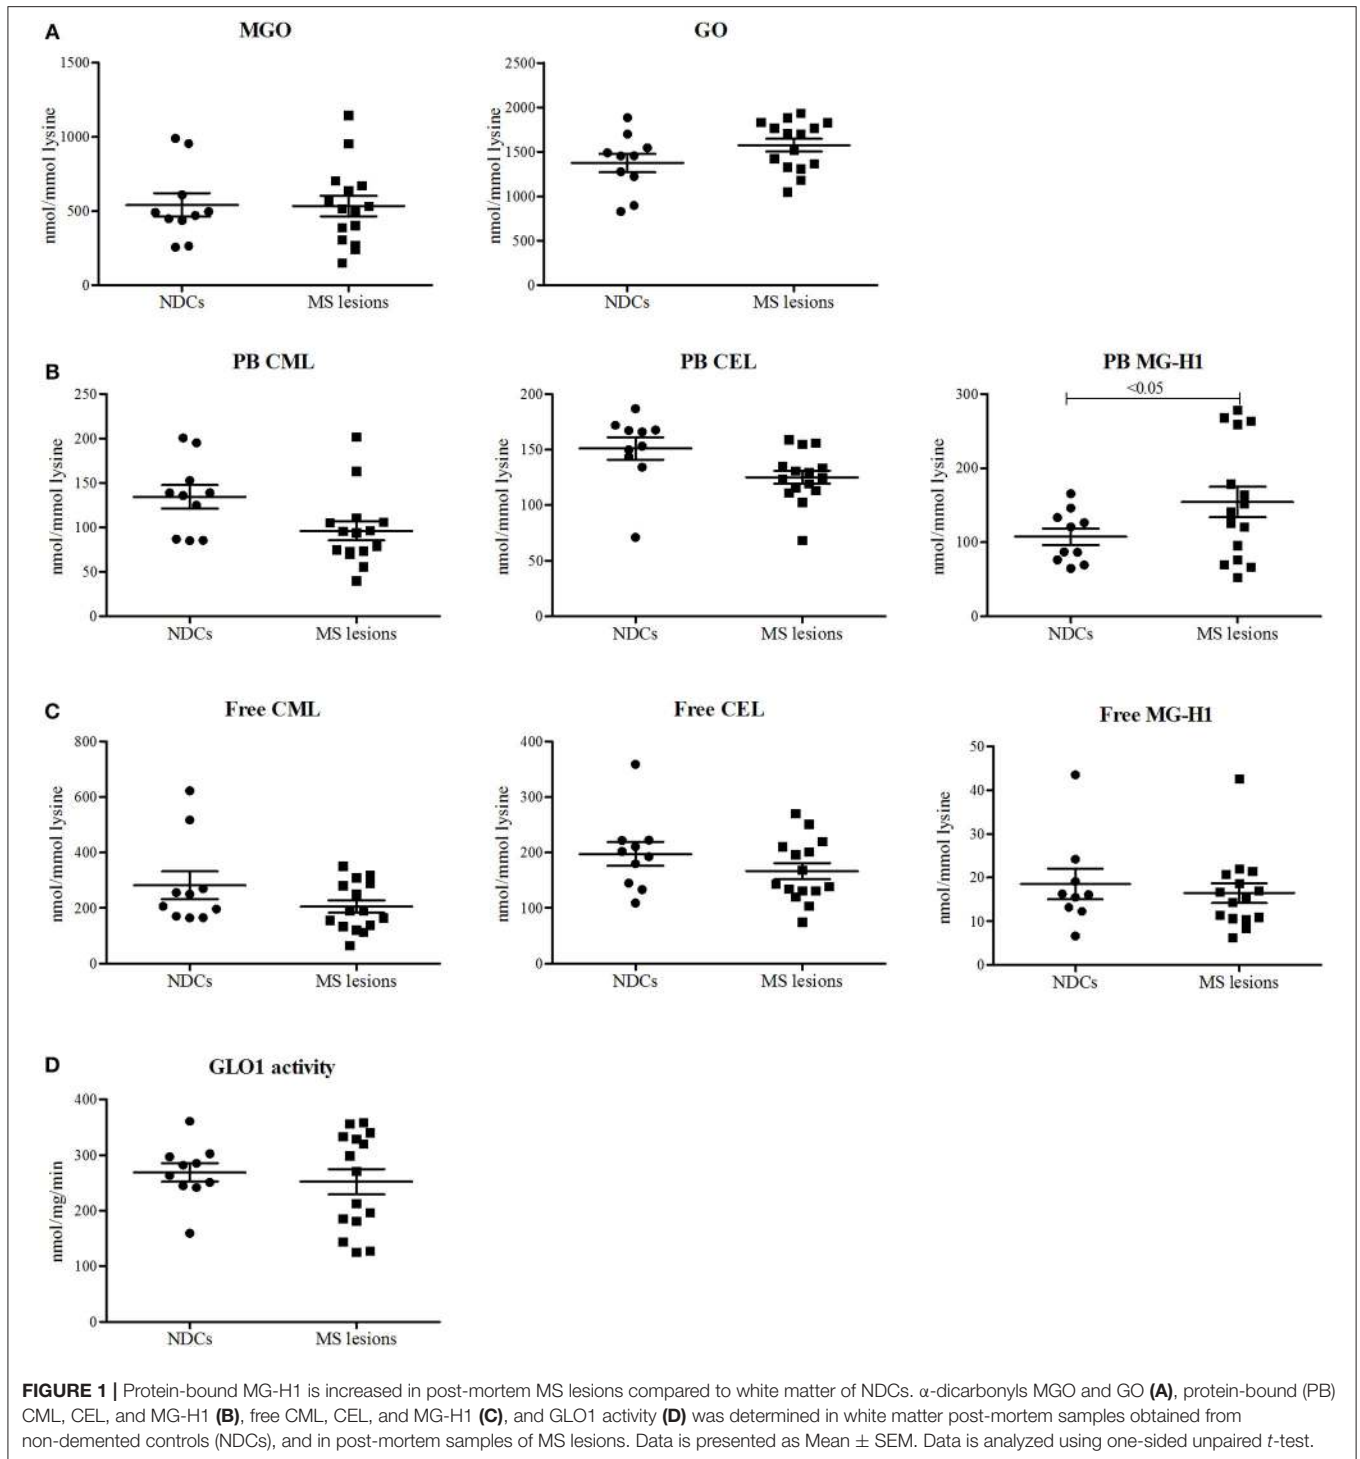 A
MGO
GO
nmol/mmol lysine
1500
1000
500
0
NDCs
MS lesions
nmol/mmol lysine
2500
2000
1500
1000
500
0
NDCs
MS lesions
B
PB CML
PB CEL
PB MG-H1
nmol/mmol lysine
250
200
150
100
50
0
NDCs
MS lesions
nmol/mmol lysine
200
150
100
50
0
NDCs
MS lesions
<0.05
nmol/mmol lysine
300
200
100
0
NDCs
MS lesions
C
Free CML
Free CEL
Free MG-H1
nmol/mmol lysine
800
600
400
200
0
NDCs
MS lesions
nmol/mmol lysine
400
300
200
100
0
NDCs
MS lesions
nmol/mmol lysine
50
40
30
20
10
0
NDCs
MS lesions
D
GLO1 activity
nmol/mg/min
400
300
200
100
0
NDCs
MS lesions
FIGURE 1 | Protein-bound MG-H1 is increased in post-mortem MS lesions compared to white matter of NDCs. α-dicarbonyls MGO and GO (A), protein-bound (PB)
CML, CEL, and MG-H1 (B), free CML, CEL, and MG-H1 (C), and GLO1 activity (D) was determined in white matter post-mortem samples obtained from
non-demented controls (NDCs), and in post-mortem samples of MS lesions. Data is presented as Mean ± SEM. Data is analyzed using one-sided unpaired t-test.